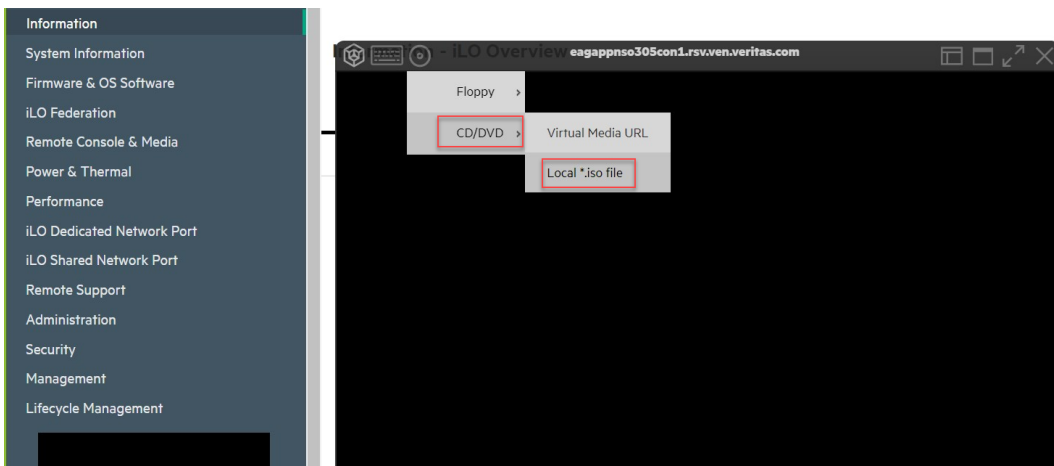 Information
System Information
Firmware & OS Software
iLO Federation
Remote Console & Media
Power & Thermal
Performance
iLO Dedicated Network Port
iLO Shared Network Port
Remote Support
Administration
Security
Management
Lifecycle Management
- iLO Overview
eagappnso305con1.rsv.ven.veritas.com
Floppy ›
CD/DVD ›
Virtual Media URL
Local *.iso file